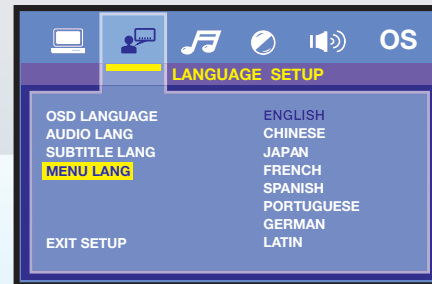 OS
LANGUAGE SETUP
OSD LANGUAGE
AUDIO LANG
SUBTITLE LANG
MENU LANG
EXIT SETUP
ENGLISH
CHINESE
JAPAN
FRENCH
SPANISH
PORTUGUESE
GERMAN
LATIN